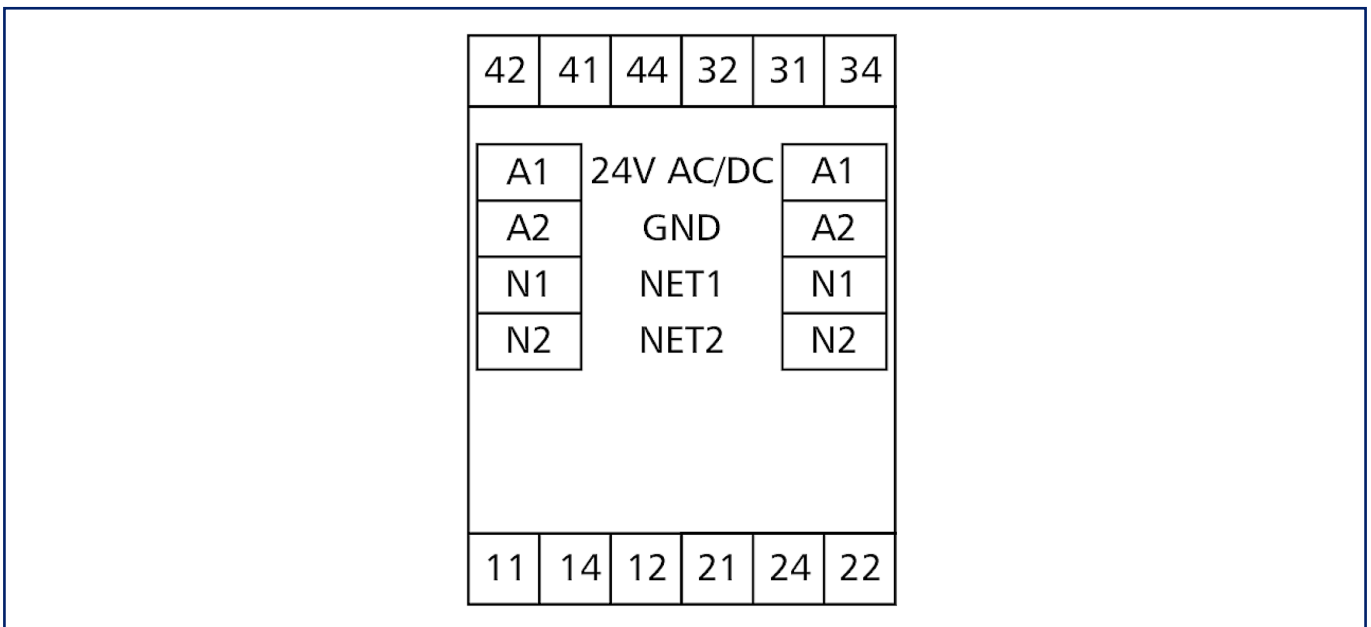 42 41 44 32 31 34
A1 24V AC/DC A1
A2 GND A2
N1 NET1 N1
N2 NET2 N2
11 14 12 21 24 22